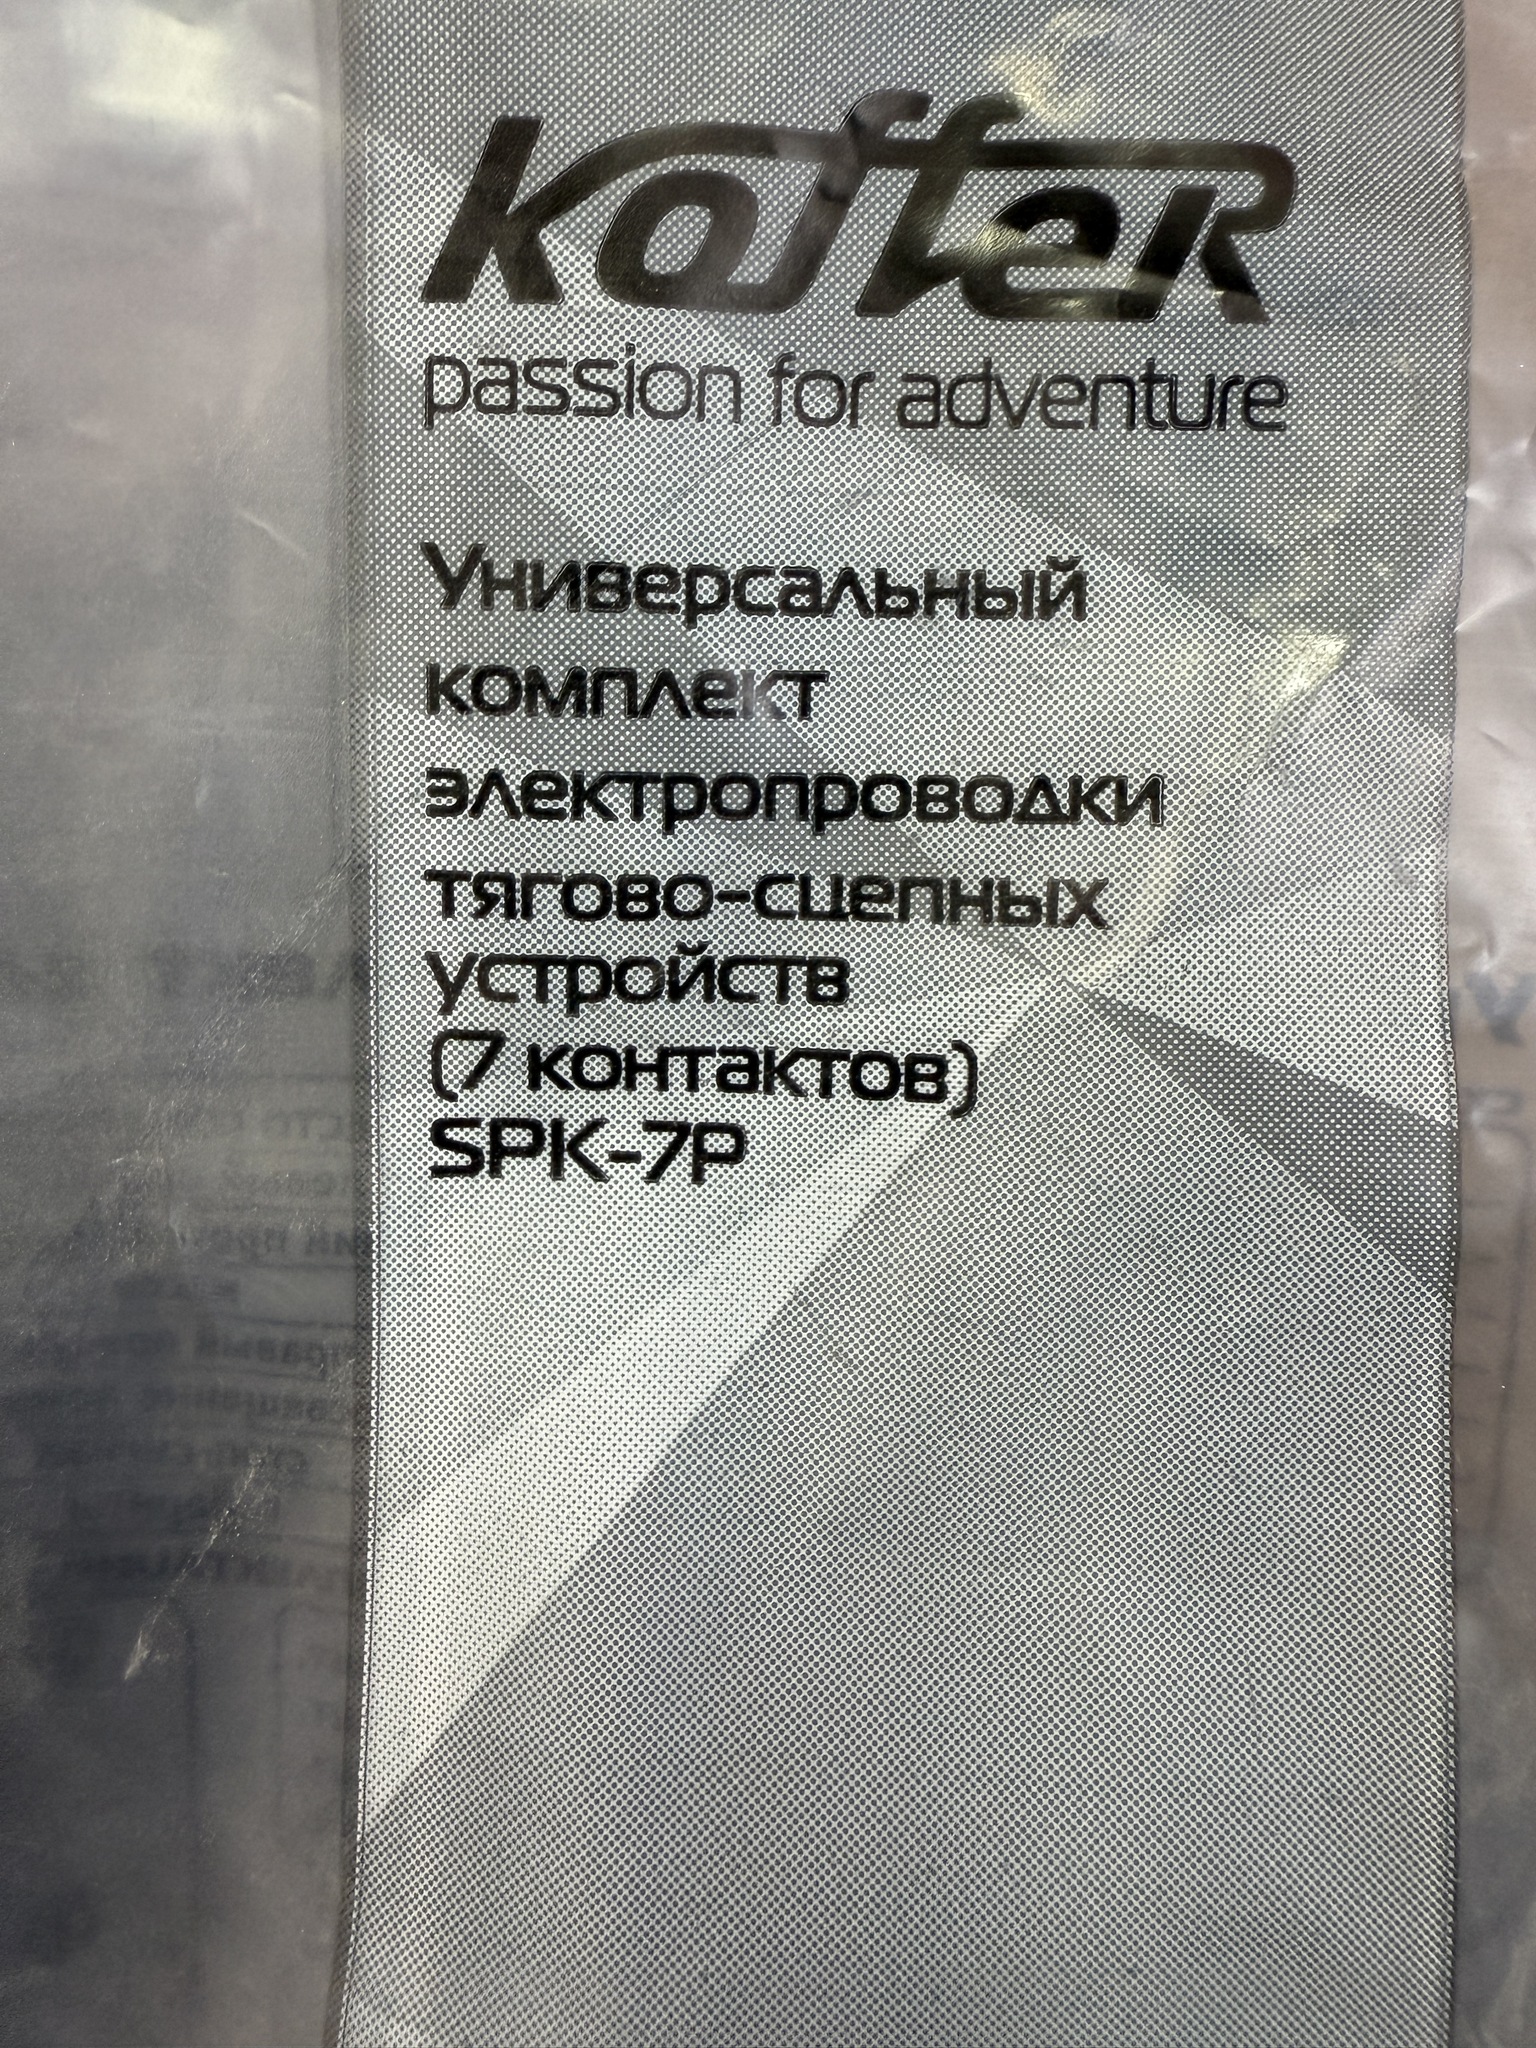 Koffer
passion for adventure
Универсальный
комплект
электропроводки
тягово-сцепных
устройств
(7 контактов)
SPK-7P